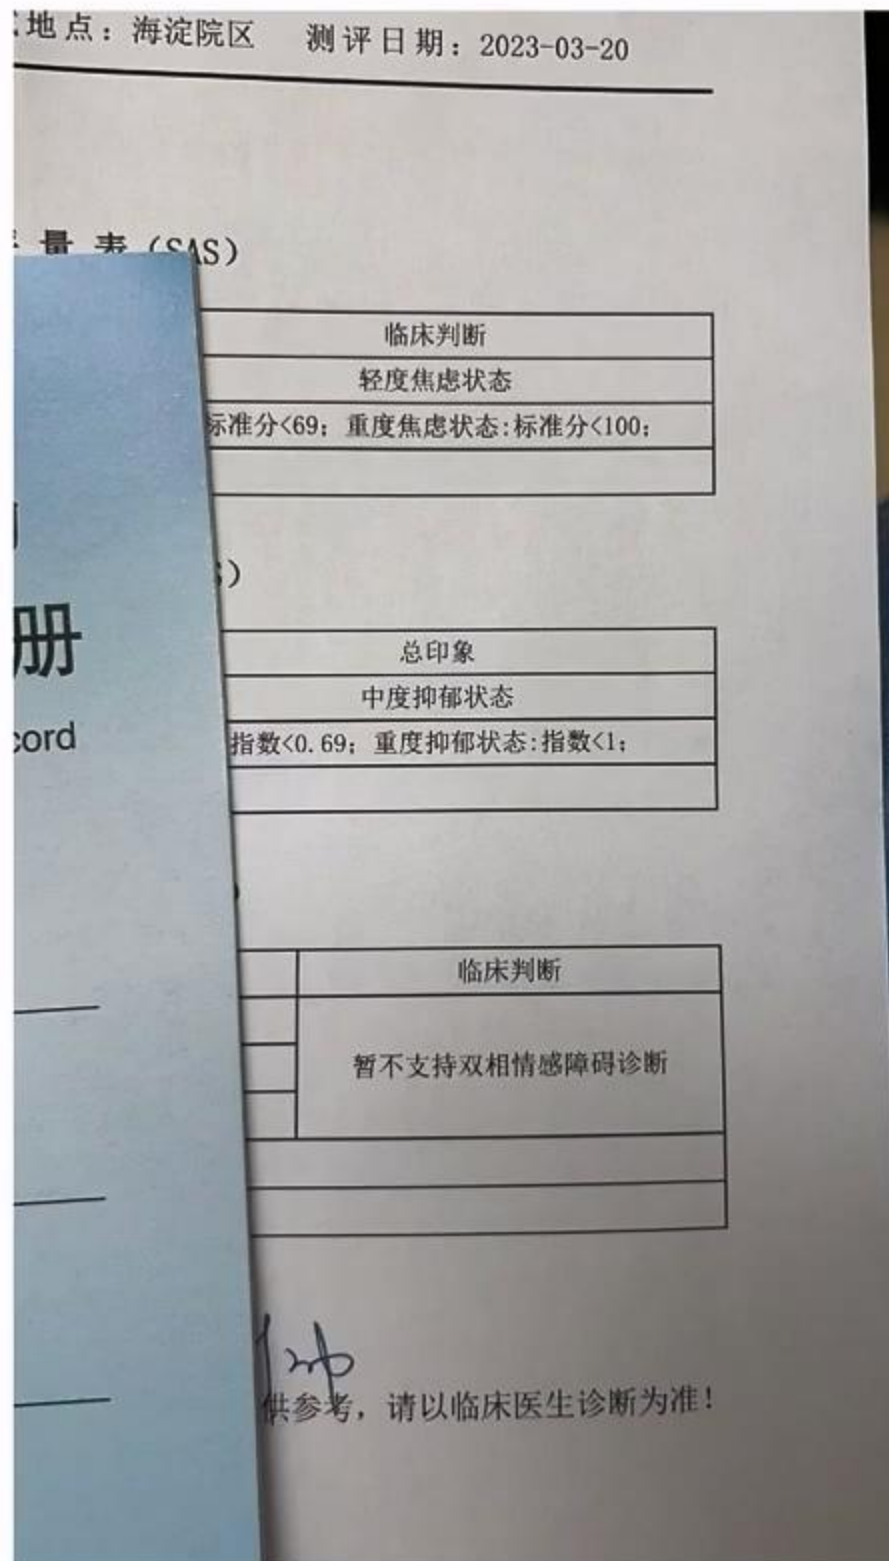 地点：海淀院区 测评日期：2023-03-20
量表（SAS）
临床判断
轻度焦虑状态
标准分<69；重度焦虑状态:标准分<100；
）
册
总印象
cord
中度抑郁状态
指数<0.69；重度抑郁状态:指数<1；
临床判断
暂不支持双相情感障碍诊断
供参考，请以临床医生诊断为准！